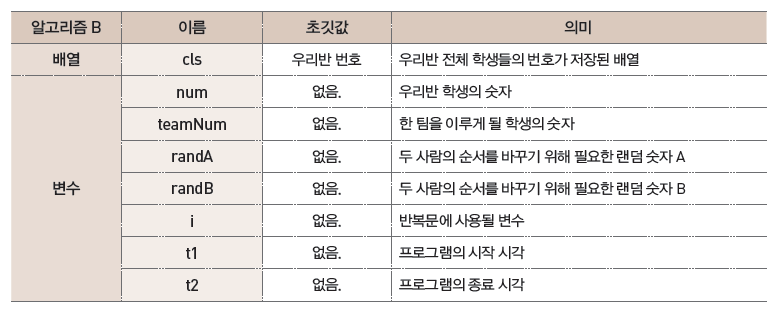 알고리즘 B 이름 초깃값 의미
배열 cls 우리반 번호 우리반 전체 학생들의 번호가 저장된 배열
변수 num 없음. 우리반 학생의 숫자
teamNum 없음. 한 팀을 이루게 될 학생의 숫자
randA 없음. 두 사람의 순서를 바꾸기 위해 필요한 랜덤 숫자 A
randB 없음. 두 사람의 순서를 바꾸기 위해 필요한 랜덤 숫자 B
i 없음. 반복문에 사용될 변수
t1 없음. 프로그램의 시작 시각
t2 없음. 프로그램의 종료 시각